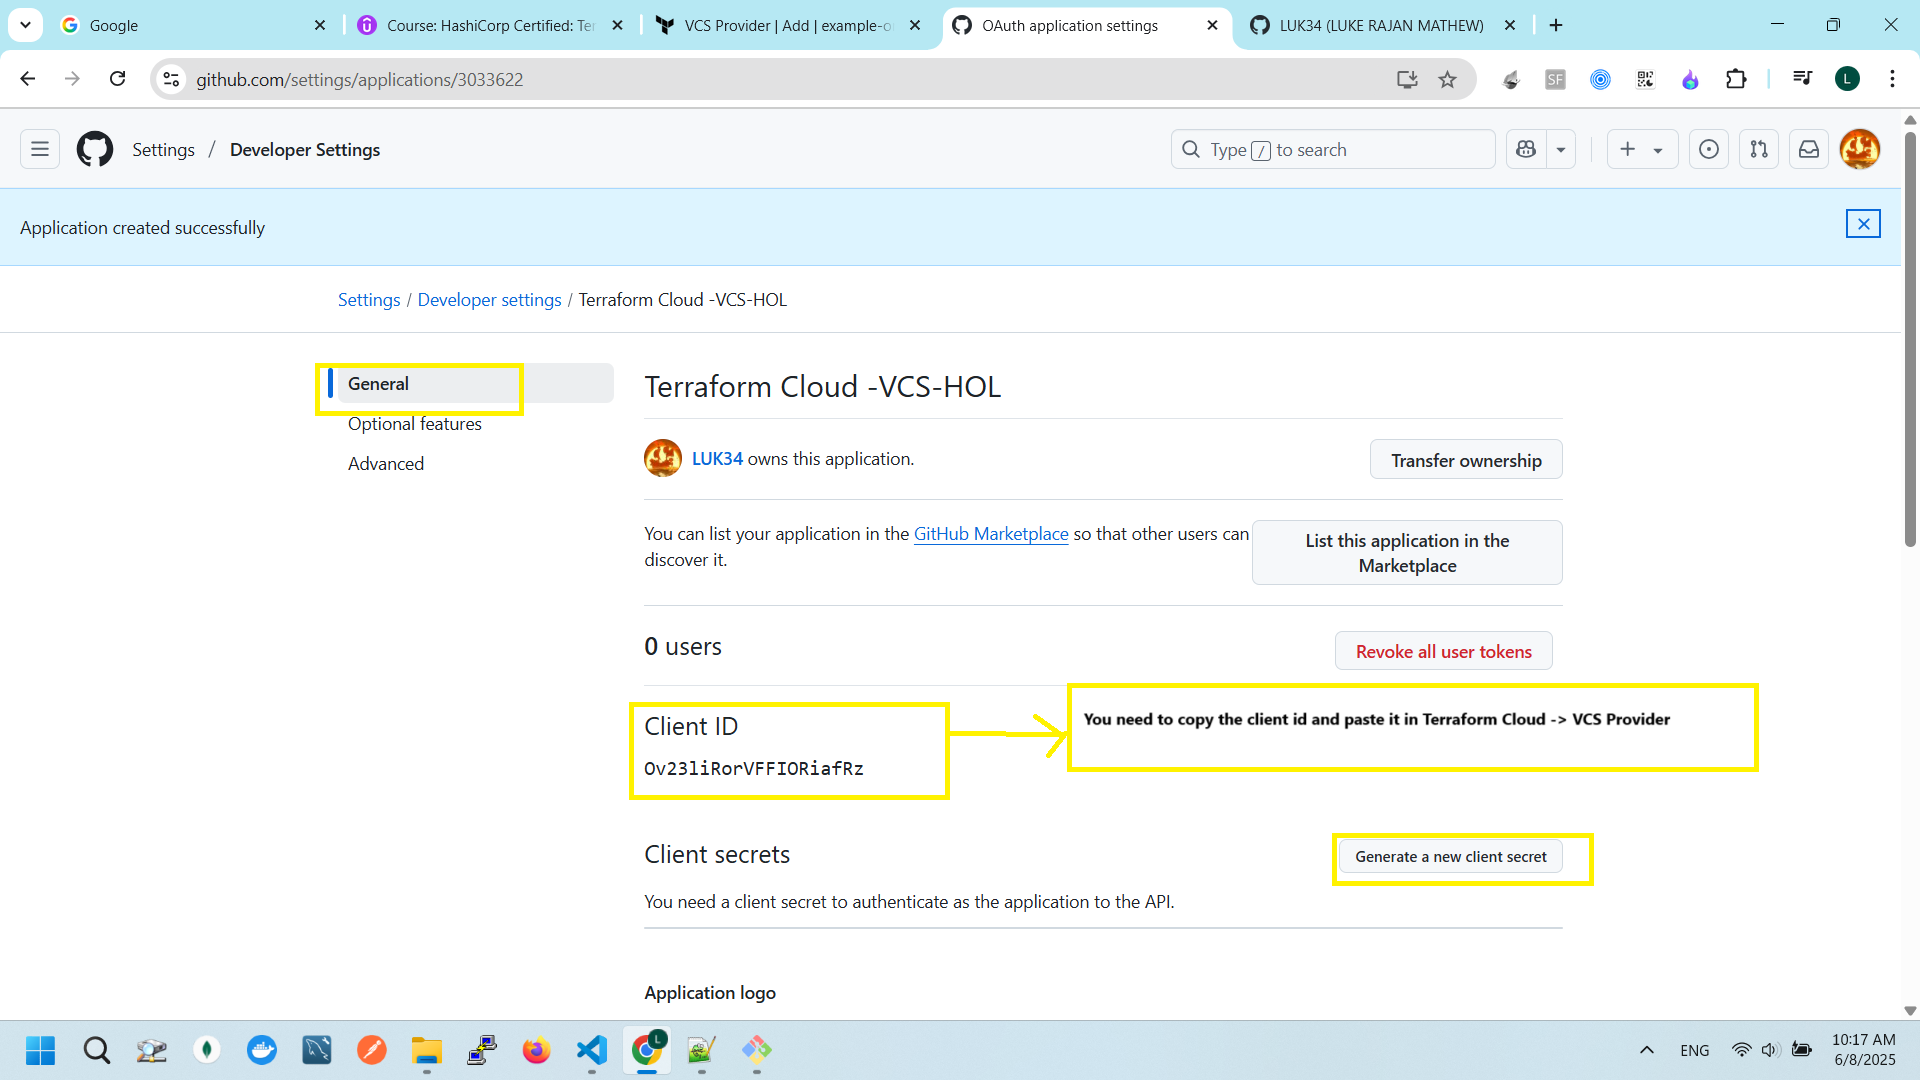 Google
Course: HashiCorp Certified: Ter
VCS Provider | Add | example-o
OAuth application settings
LUK34 (LUKE RAJAN MATHEW)
github.com/settings/applications/3033622
SF
L
Settings / Developer Settings
Type / to search
Application created successfully
Settings / Developer settings / Terraform Cloud -VCS-HOL
General
Optional features
Advanced
Terraform Cloud -VCS-HOL
LUK34 owns this application.
Transfer ownership
You can list your application in the GitHub Marketplace so that other users can
discover it.
List this application in the
Marketplace
0 users
Revoke all user tokens
Client ID
Ov23liRorVFFIORiafRz
You need to copy the client id and paste it in Terraform Cloud -> VCS Provider
Client secrets
Generate a new client secret
You need a client secret to authenticate as the application to the API.
Application logo
L
ENG
10:17 AM
6/8/2025